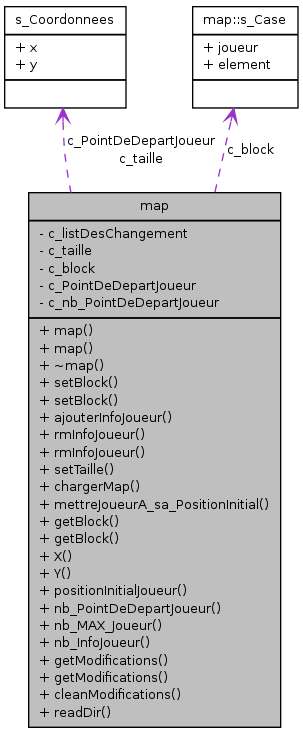 s_Coordonnees
+ x
+ y
map::s_Case
+ joueur
+ element
c_PointDeDepartJoueur
c_taille
c_block
map
- c_listDesChangement
- c_taille
- c_block
- c_PointDeDepartJoueur
- c_nb_PointDeDepartJoueur
+ map()
+ map()
+ ~map()
+ setBlock()
+ setBlock()
+ ajouterInfoJoueur()
+ rmInfoJoueur()
+ rmInfoJoueur()
+ setTaille()
+ chargerMap()
+ mettreJoueurA_sa_PositionInitial()
+ getBlock()
+ getBlock()
+ X()
+ Y()
+ positionInitialJoueur()
+ nb_PointDeDepartJoueur()
+ nb_MAX_Joueur()
+ nb_InfoJoueur()
+ getModifications()
+ getModifications()
+ cleanModifications()
+ readDir()